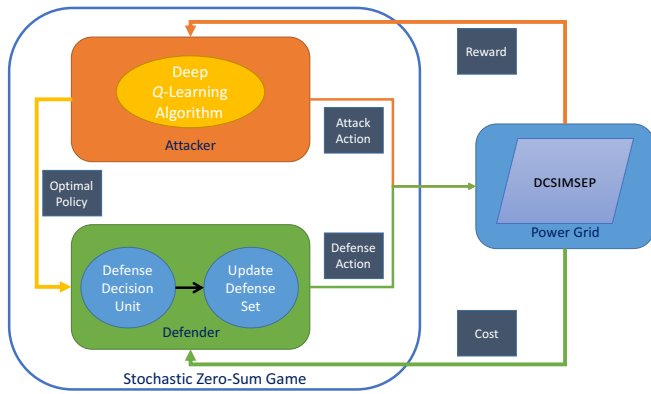 Deep
Q-Learning
Algorithm
Attacker
Reward
Attack
Action
Optimal
Policy
DCSIMSEP
Power Grid
Defense
Action
Defense
Decision
Unit
Update
Defense
Set
Defender
Cost
Stochastic Zero-Sum Game